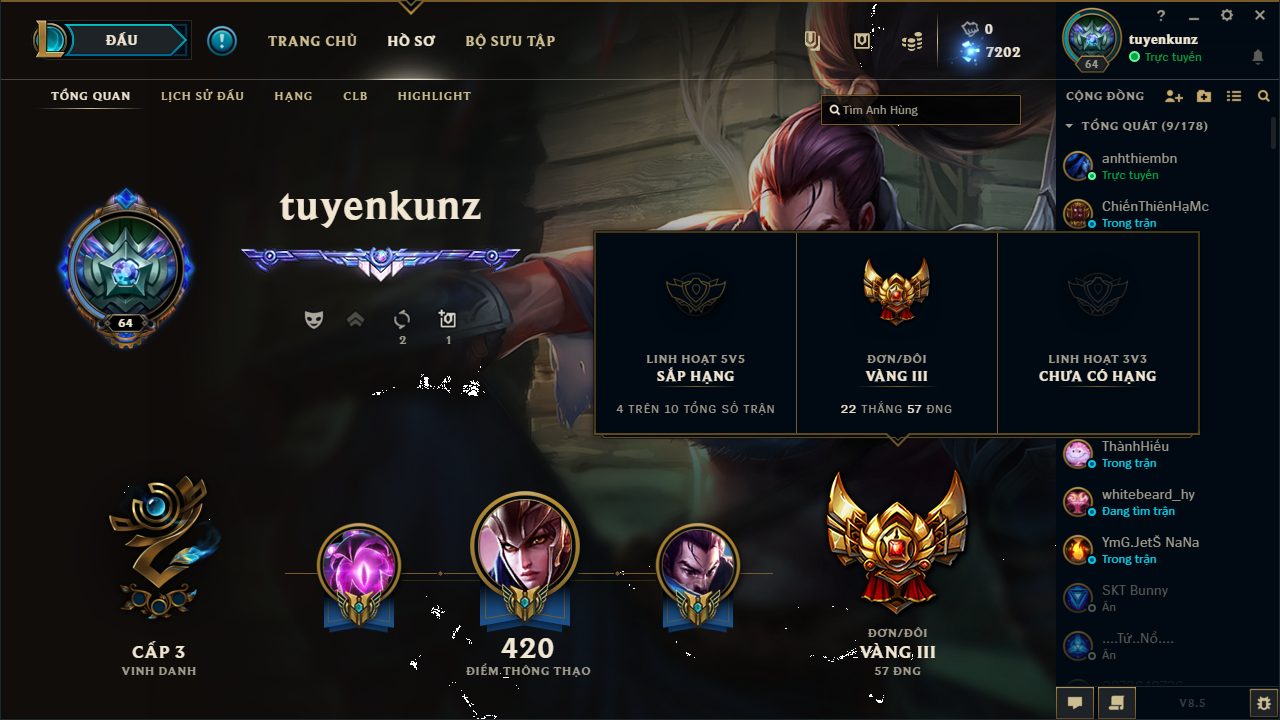 ĐẤU
TRANG CHỦ
HỒ SƠ
BỘ SƯU TẬP
0
7202
?
tuyenkunz
Trực tuyến
64
TỔNG QUAN
LỊCH SỬ ĐẤU
HẠNG
CLB
HIGHLIGHT
Tìm Anh Hùng
CỘNG ĐỒNG
TỔNG QUÁT (9/178)
anhthiembn
Trực tuyến
ChiếnThiênHạMc
Trong trận
tuyenkunz
64
2
1
LINH HOẠT 5V5
SẮP HẠNG
4 TRÊN 10 TỔNG SỐ TRẬN
ĐƠN/ĐÔI
VÀNG III
22 THẮNG 57 ĐNG
LINH HOẠT 3V3
CHƯA CÓ HẠNG
ThànhHiếu
Trong trận
whitebeard_hy
Đang tìm trận
YmG.JetŠ NaNa
Trong trận
SKT Bunny
Ẩn
....Tứ..Nổ....
Ẩn
CẤP 3
VINH DANH
420
ĐIỂM THÔNG THẠO
ĐƠN/ĐÔI
VÀNG III
57 ĐNG
V8.5